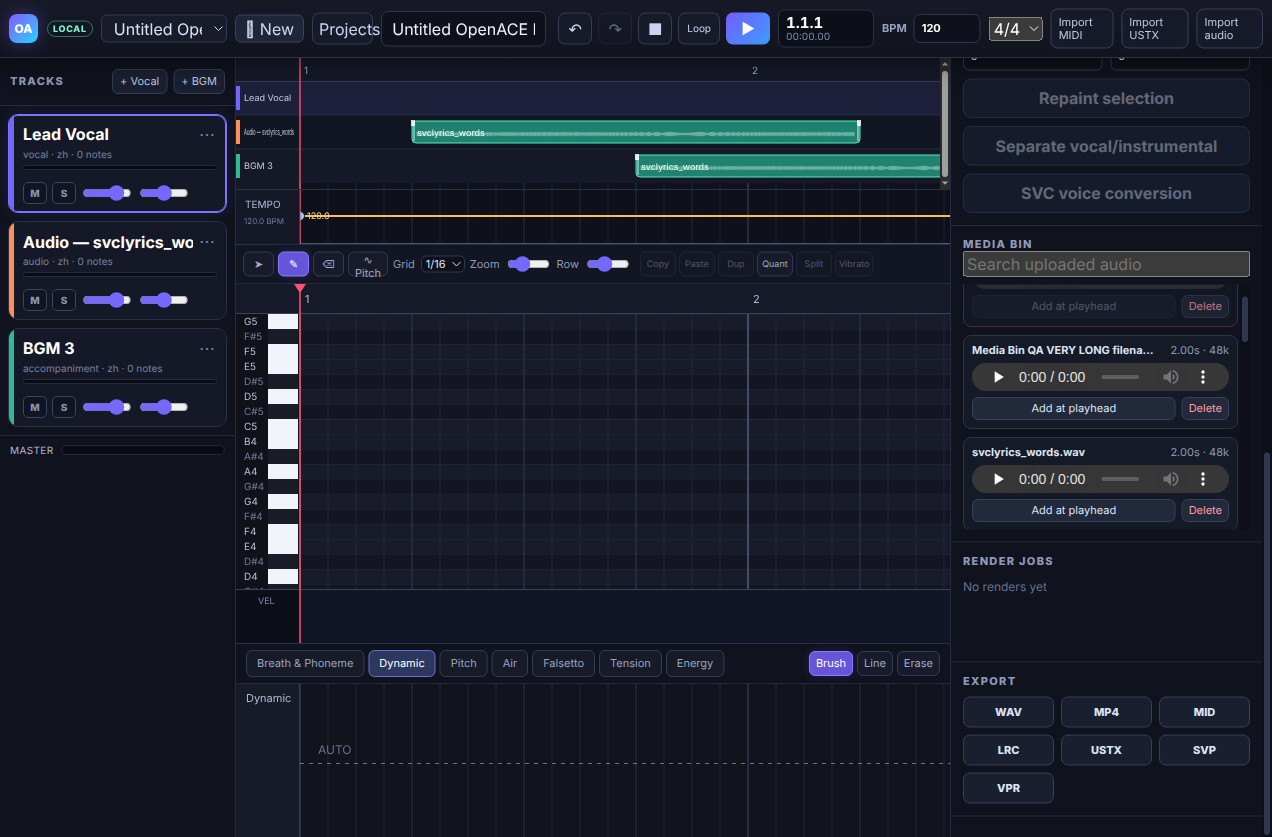 OA LOCAL Untitled Ope New Projects Untitled OpenACE Loop 1.1.1 BPM 120 4/4 Import MIDI Import USTX Import audio
00:00.00
TRACKS + Vocal + BGM
Lead Vocal ...
vocal · zh · 0 notes
M S
Audio — svclyrics_wo ...
audio · zh · 0 notes
M S
BGM 3 ...
accompaniment · zh · 0 notes
M S
MASTER
1 2
Lead Vocal
Audio — svclyrics_words svclyrics_words
BGM 3 svclyrics_words
TEMPO
120.0 BPM 120.0
Pitch Grid 1/16 Zoom Row Copy Paste Dup Quant Split Vibrato
1 2
G5
F#5
F5
E5
D#5
D5
C#5
C5
B4
A#4
A4
G#4
G4
F#4
F4
E4
D#4
D4
VEL
Breath & Phoneme Dynamic Pitch Air Falsetto Tension Energy Brush Line Erase
Dynamic
AUTO
Repaint selection
Separate vocal/instrumental
SVC voice conversion
MEDIA BIN
Search uploaded audio
Add at playhead Delete
Media Bin QA VERY LONG filena... 2.00s · 48k
0:00 / 0:00
Add at playhead Delete
svclyrics_words.wav 2.00s · 48k
0:00 / 0:00
Add at playhead Delete
RENDER JOBS
No renders yet
EXPORT
WAV MP4 MID
LRC USTX SVP
VPR